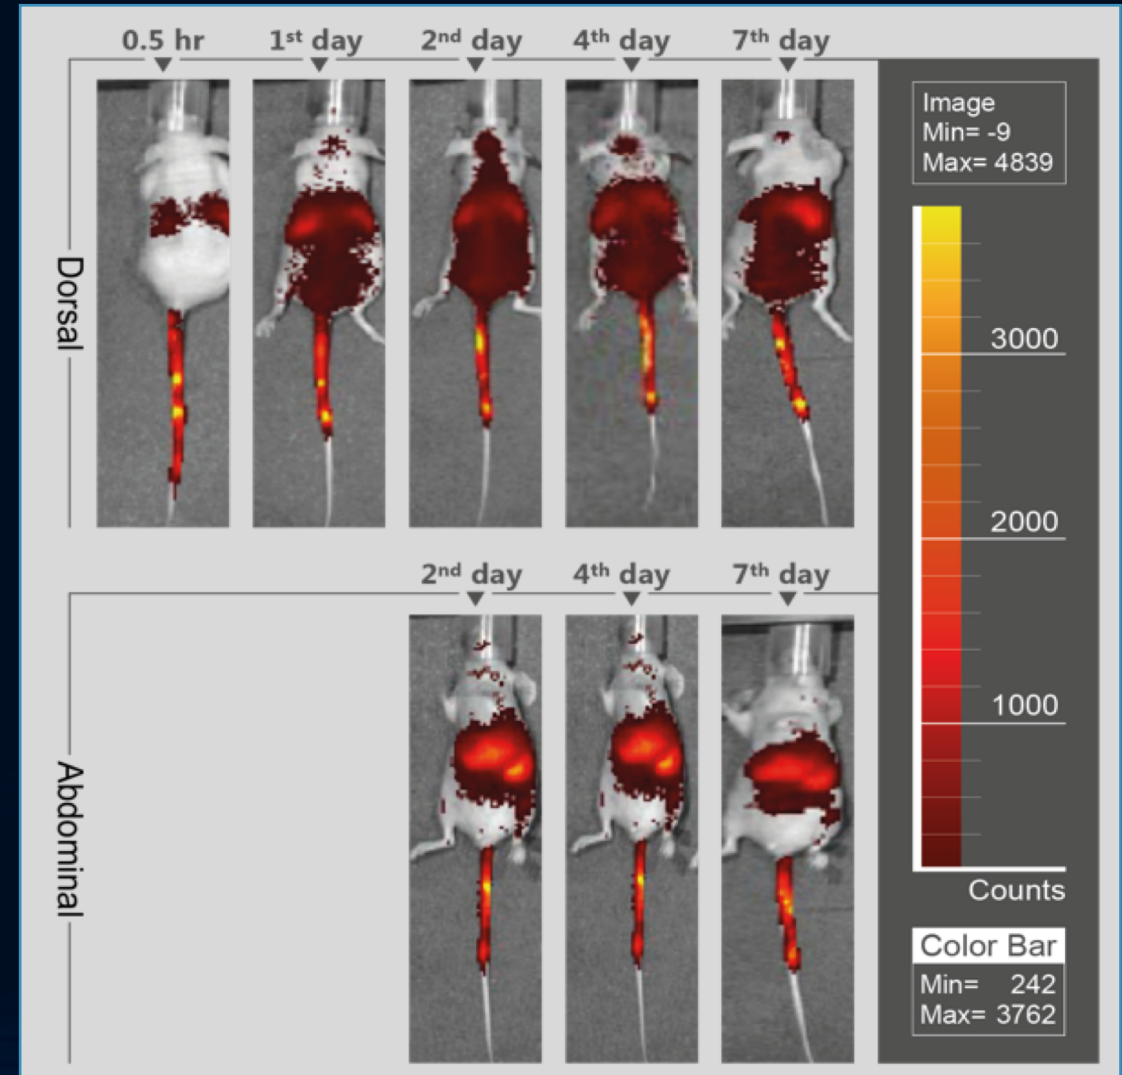 0.5 hr
1st day
2nd day
4th day
7th day
Dorsal
Image
Min= -9
Max= 4839
3000
2000
1000
Counts
Color Bar
Min= 242
Max= 3762
2nd day
4th day
7th day
Abdominal